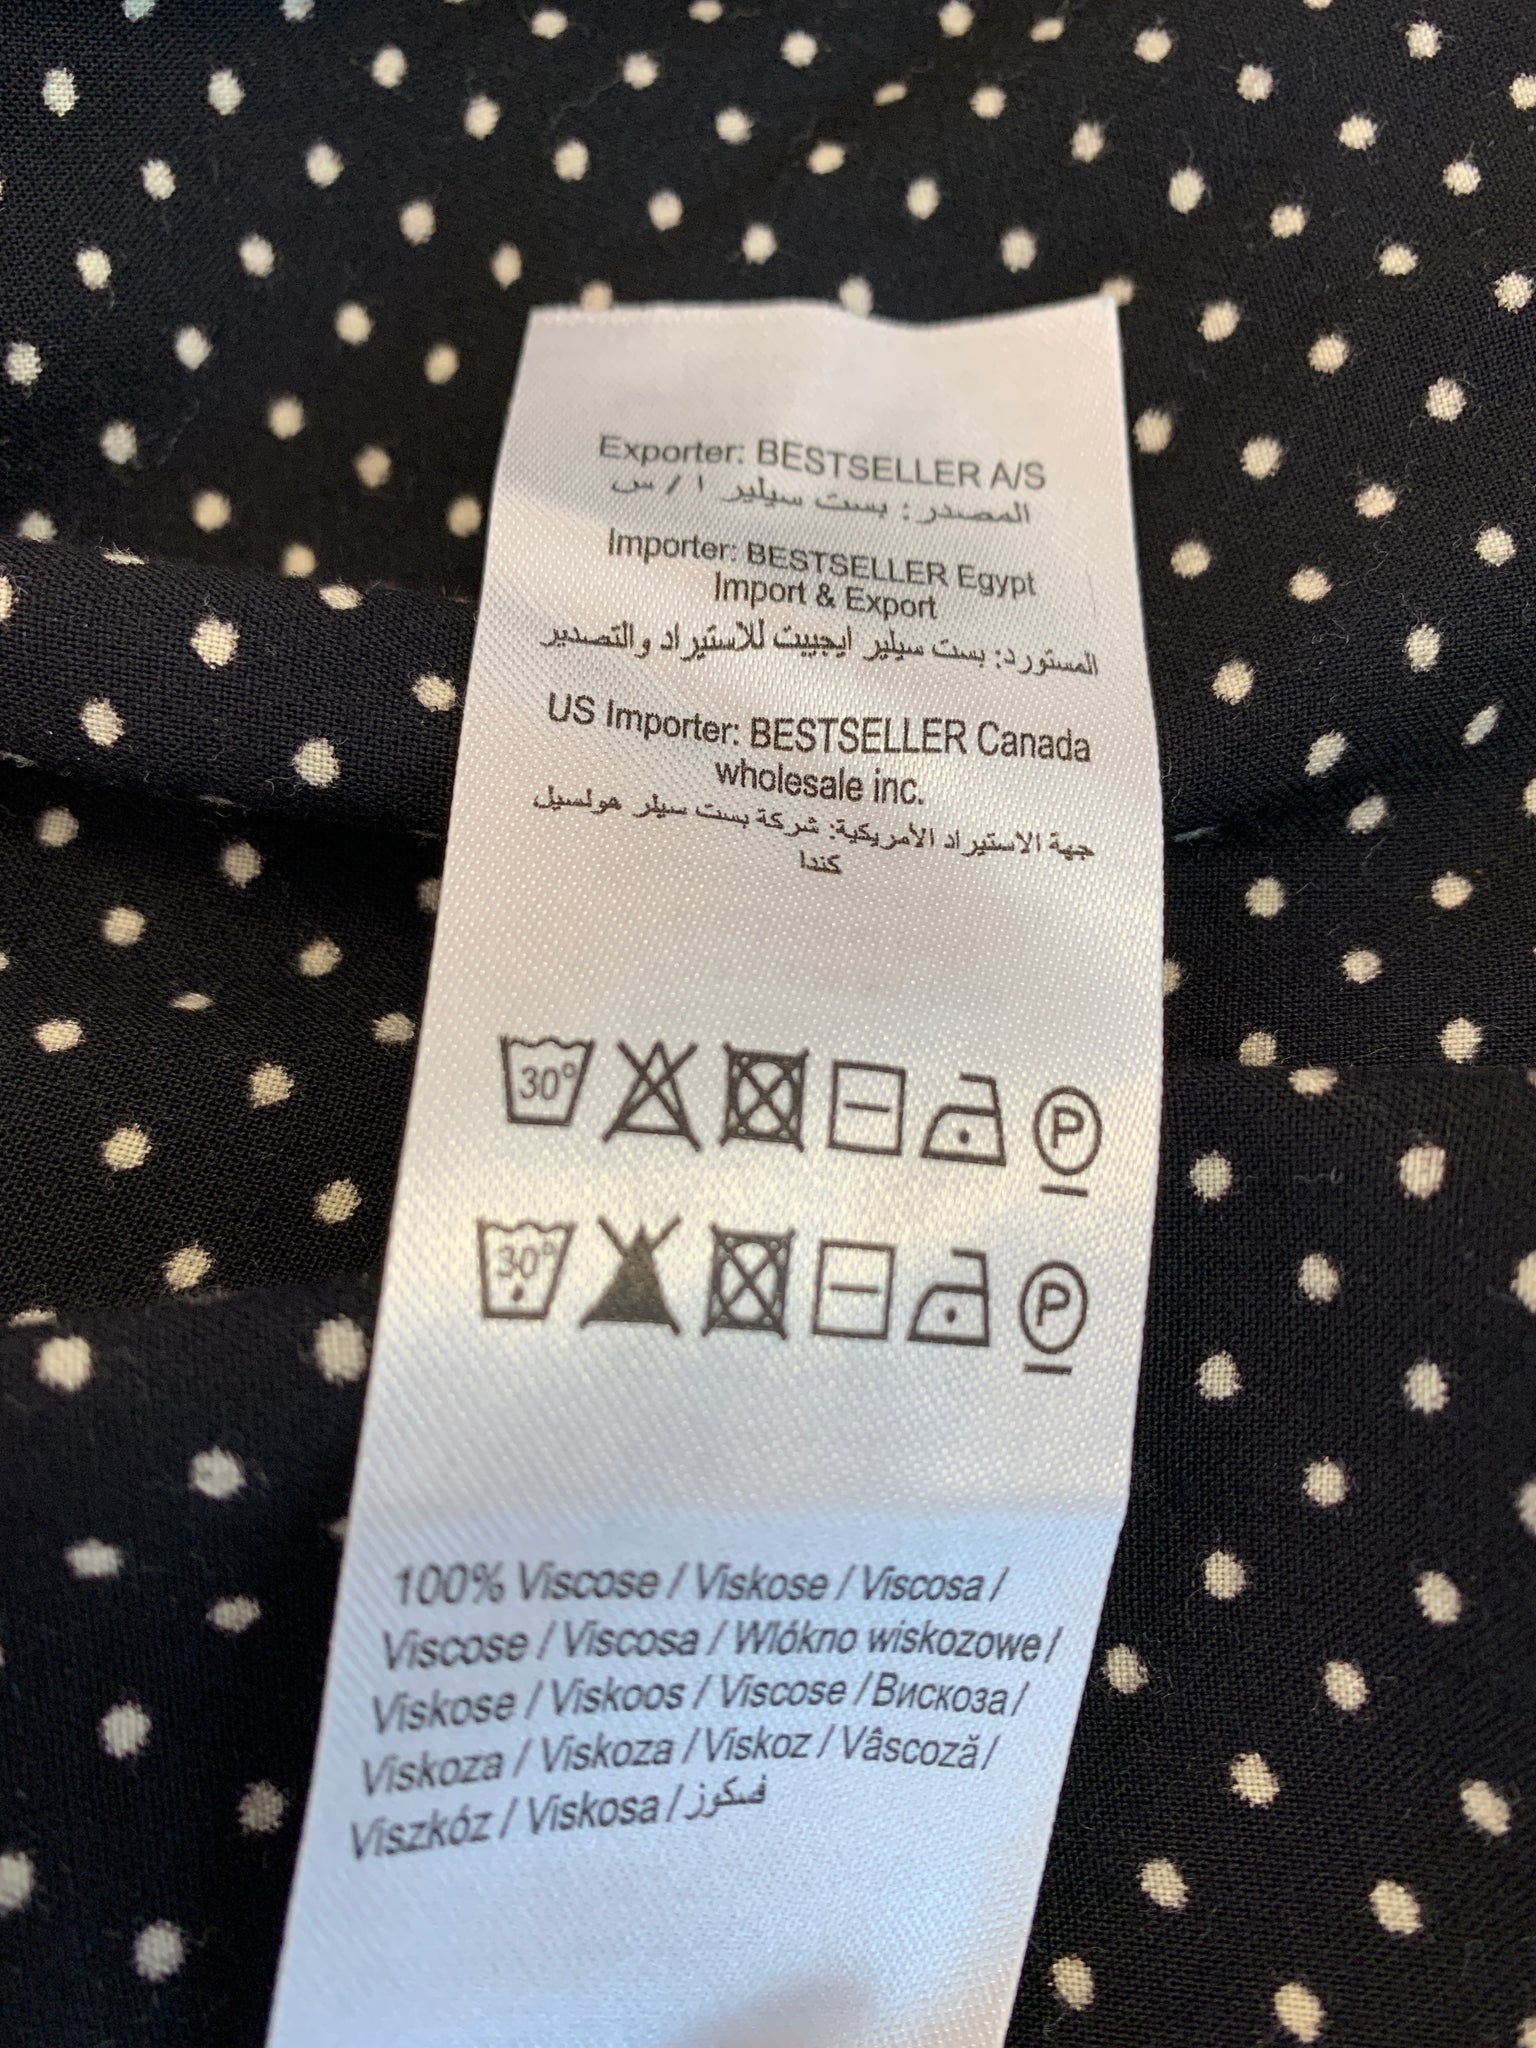 Exporter: BESTSELLER A/S
المصدر: بست سيلير ا / س
Importer: BESTSELLER Egypt
Import & Export
المستورد: بست سيلير ايجيبت للاستيراد والتصدير
US Importer: BESTSELLER Canada
wholesale inc.
جهة الاستيراد الأمريكية: شركة بست سيلر هولسيل
كندا
30° P
30° P
100% Viscose / Viskose / Viscosa /
Viscose / Viscosa / Wlókno wiskozowe /
Viskose / Viskoos / Viscose / Вискоза /
Viskoza / Viskoza / Viskoz / Vâscoză /
Viszkóz / Viskosa / فسكوز